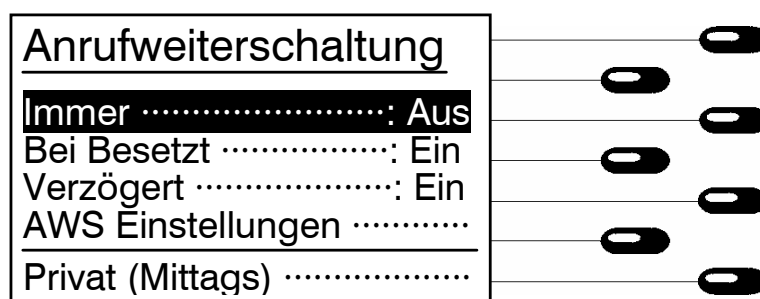 Anrufweiterschaltung
Immer ························: Aus
Bei Besetzt ·················: Ein
Verzögert ····················: Ein
AWS Einstellungen ············
Privat (Mittags) ···················